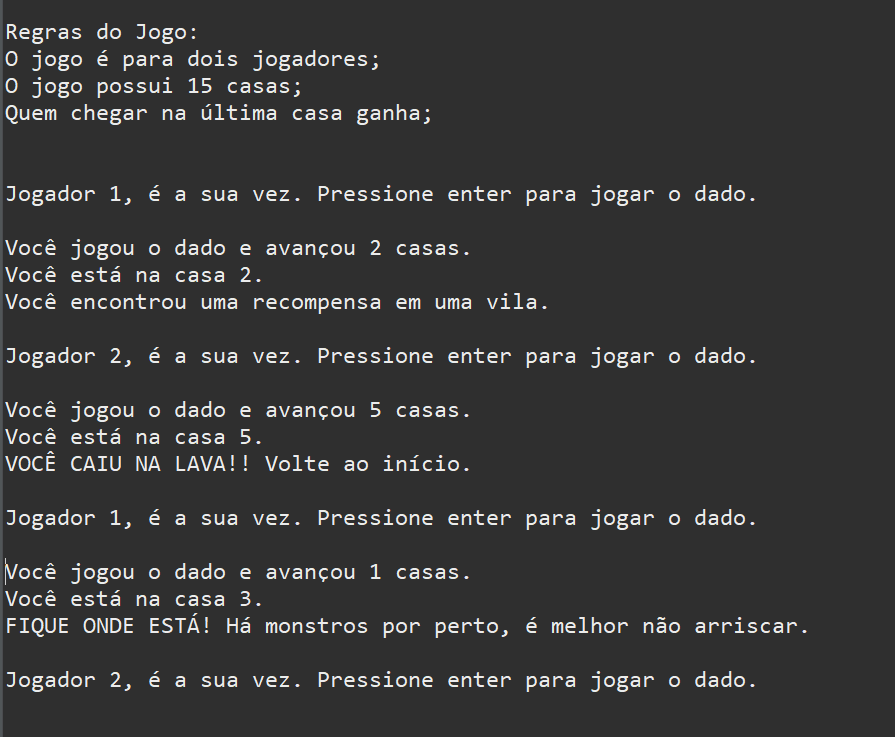 Regras do Jogo:
O jogo é para dois jogadores;
O jogo possui 15 casas;
Quem chegar na última casa ganha;
Jogador 1, é a sua vez. Pressione enter para jogar o dado.
Você jogou o dado e avançou 2 casas.
Você está na casa 2.
Você encontrou uma recompensa em uma vila.
Jogador 2, é a sua vez. Pressione enter para jogar o dado.
Você jogou o dado e avançou 5 casas.
Você está na casa 5.
VOCÊ CAIU NA LAVA!! Volte ao início.
Jogador 1, é a sua vez. Pressione enter para jogar o dado.
Você jogou o dado e avançou 1 casas.
Você está na casa 3.
FIQUE ONDE ESTÁ! Há monstros por perto, é melhor não arriscar.
Jogador 2, é a sua vez. Pressione enter para jogar o dado.